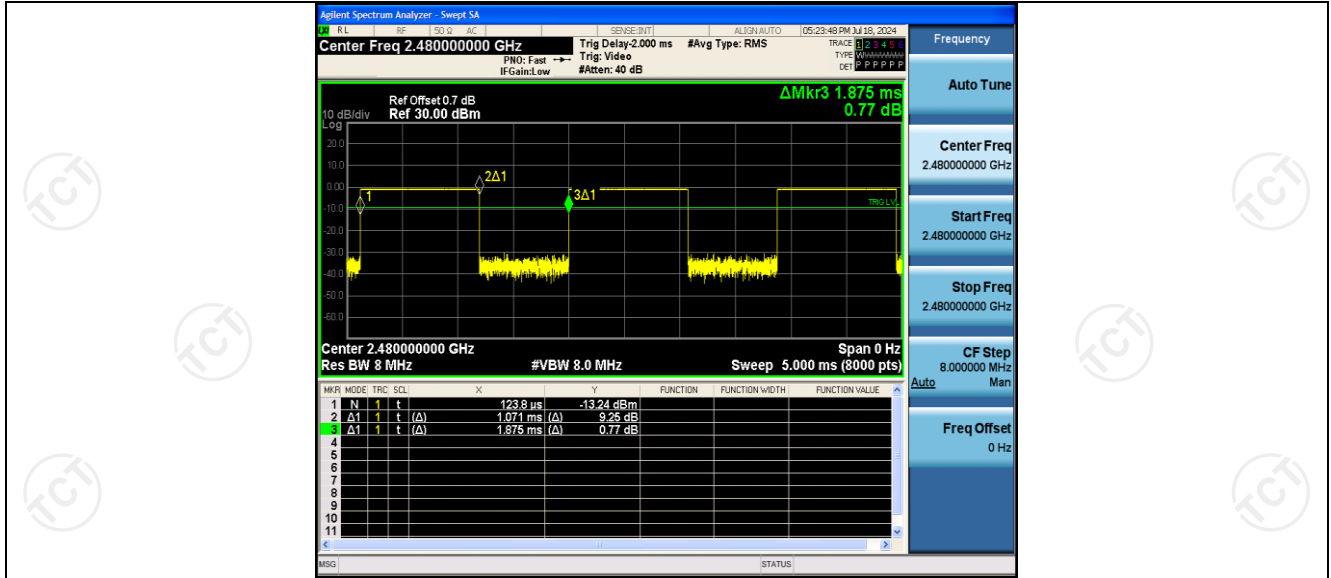 Agilent Spectrum Analyzer - Swept SA
RL RF 50 Ω AC SENSE:INT ALIGN AUTO 05:23:48 PM Jul 18, 2024
Center Freq 2.480000000 GHz
PNO: Fast
IFGain:Low
Trig Delay-2.000 ms
Trig: Video
#Atten: 40 dB
#Avg Type: RMS
TRACE 1 2 3 4 5 6
TYPE W
DET P P P P P P
Frequency
Auto Tune
Center Freq
2.480000000 GHz
Start Freq
2.480000000 GHz
Stop Freq
2.480000000 GHz
CF Step
8.000000 MHz
Auto Man
Freq Offset
0 Hz
ΔMkr3 1.875 ms
0.77 dB
Ref Offset 0.7 dB
10 dB/div Ref 30.00 dBm
Log
20.0
10.0
0.00
-10.0
-20.0
-30.0
-40.0
-50.0
-60.0
1
2Δ1
3Δ1
TRIG LVL
Center 2.480000000 GHz Span 0 Hz
Res BW 8 MHz #VBW 8.0 MHz Sweep 5.000 ms (8000 pts)
MKR MODE TRC SCL X Y FUNCTION FUNCTION WIDTH FUNCTION VALUE
1 N 1 t 123.8 µs -13.24 dBm
2 Δ1 1 t (Δ) 1.071 ms (Δ) 9.25 dB
3 Δ1 1 t (Δ) 1.875 ms (Δ) 0.77 dB
4
5
6
7
8
9
10
11
MSG STATUS
TCT
TCT
TCT
TCT
TCT
TCT